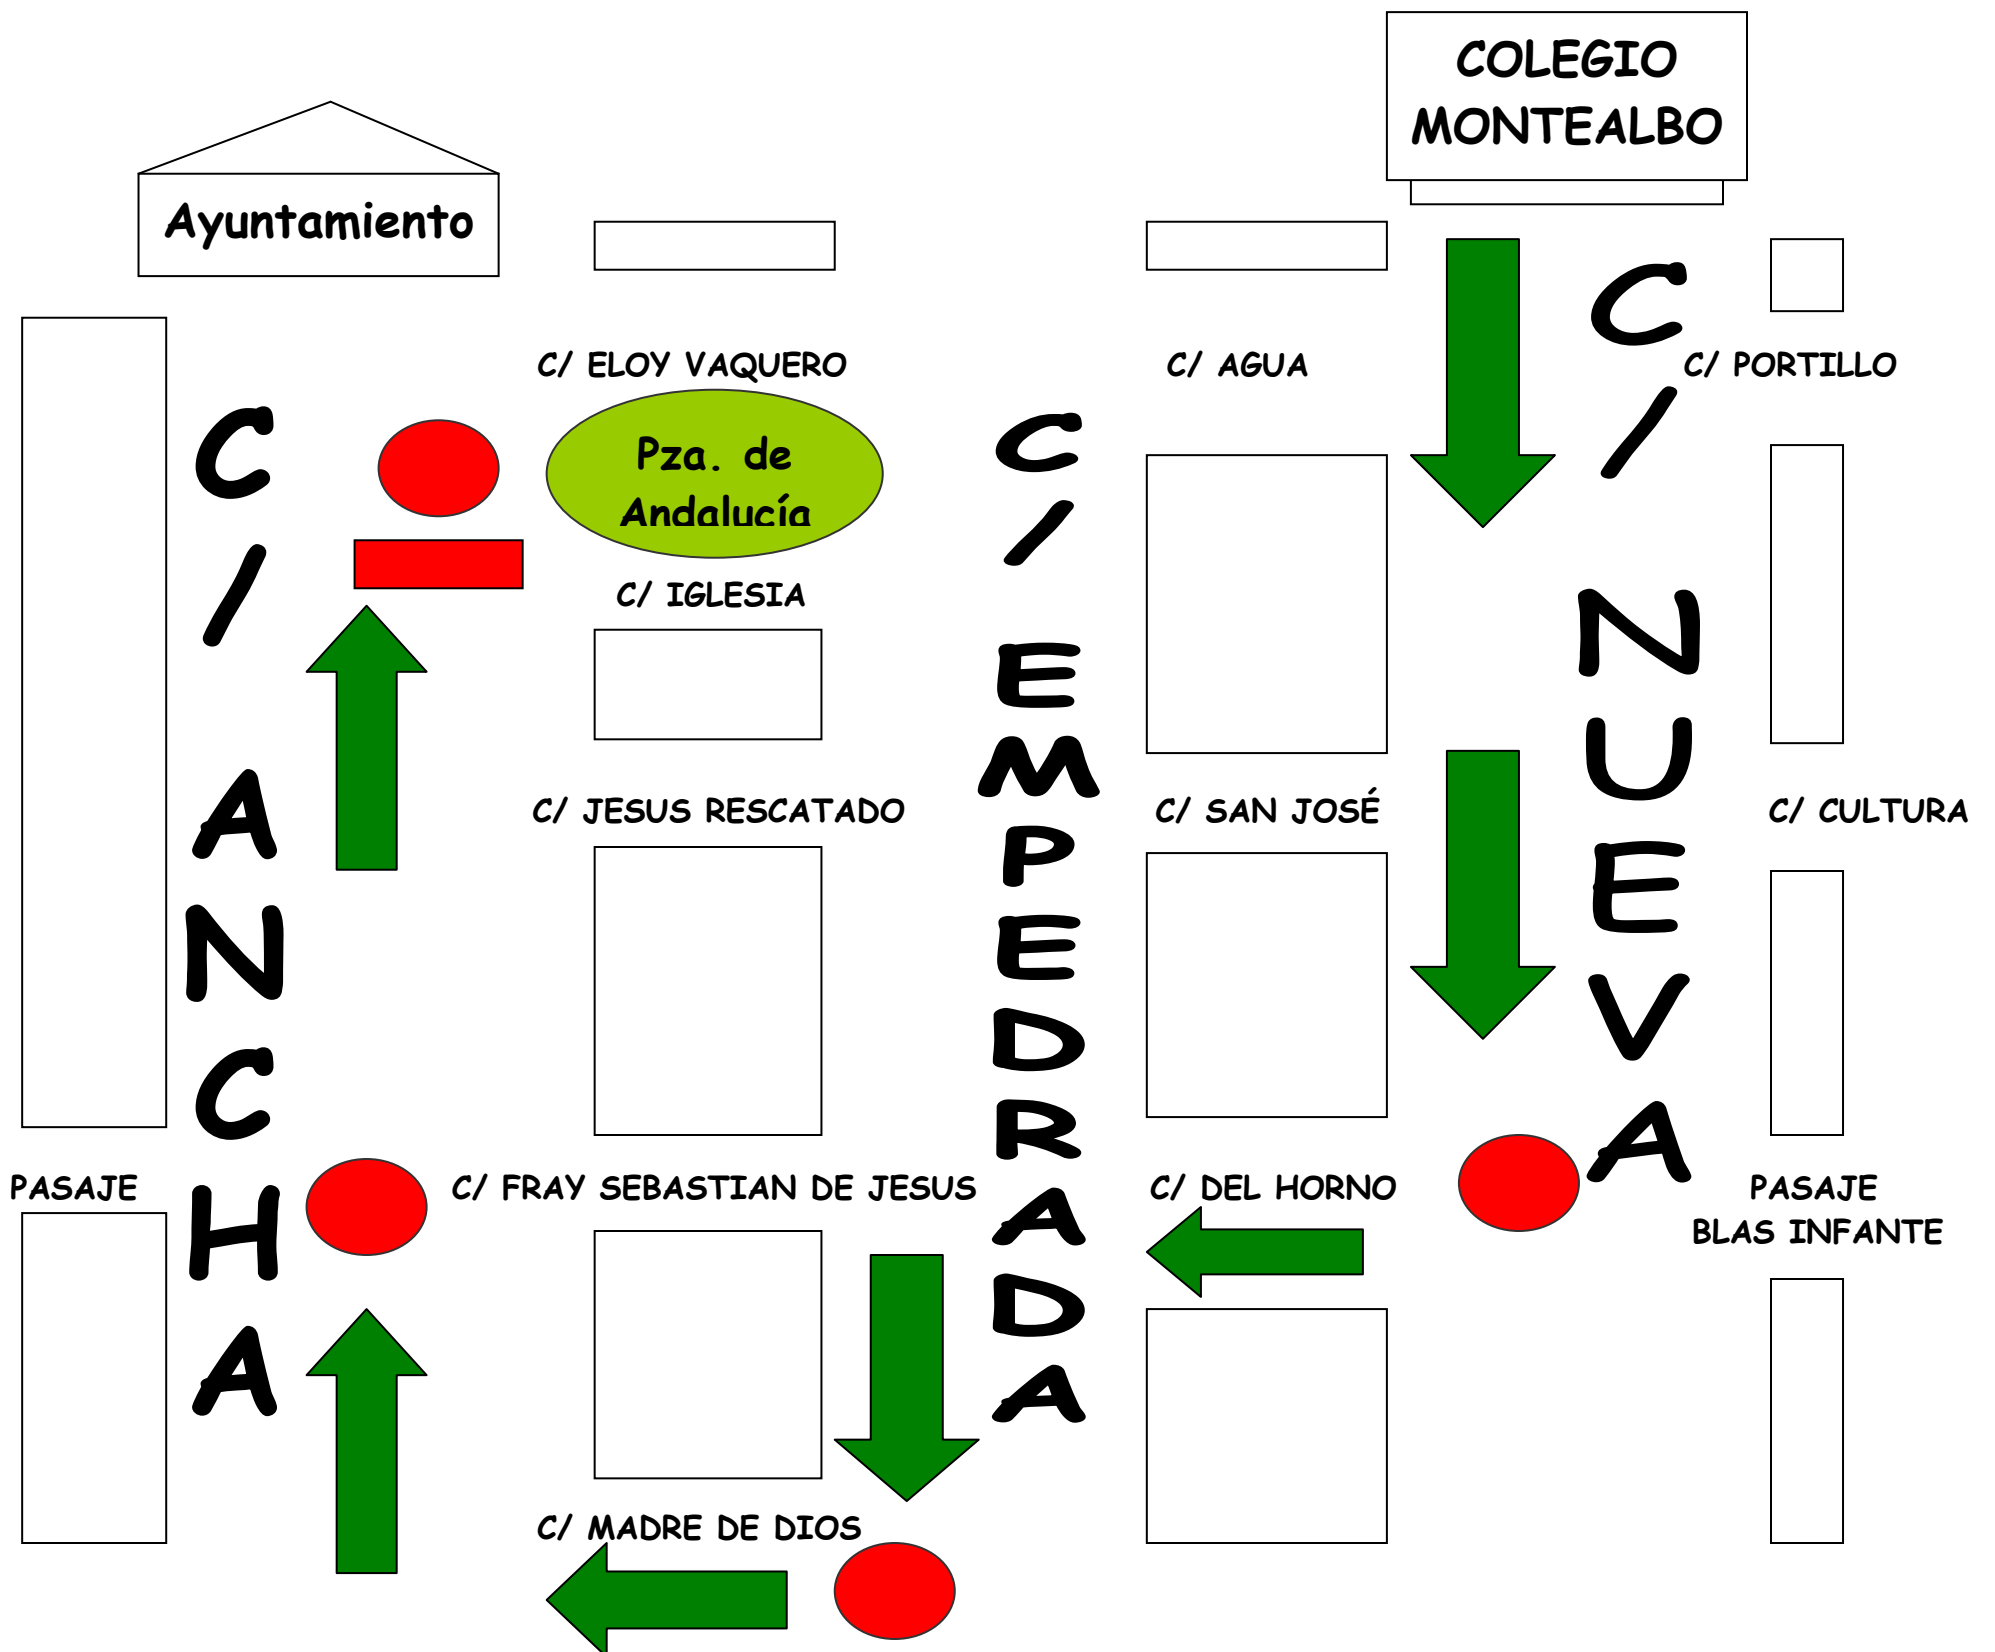 COLEGIO
MONTEALBO
Ayuntamiento
C/ ELOY VAQUERO
C/ AGUA
C/ PORTILLO
Pza. de
Andalucía
C/ IGLESIA
C/ ANCHA
C/ EMPEDRADA
C/ NUEVA
C/ JESUS RESCATADO
C/ SAN JOSÉ
C/ CULTURA
PASAJE
C/ FRAY SEBASTIAN DE JESUS
C/ DEL HORNO
PASAJE
BLAS INFANTE
C/ MADRE DE DIOS